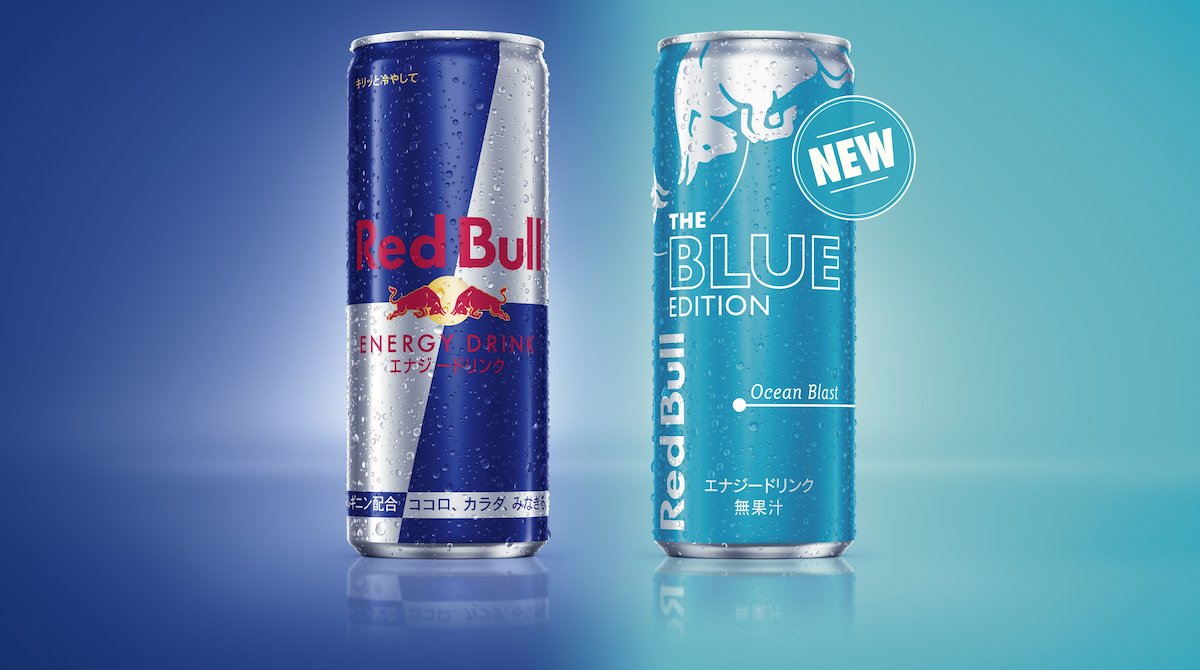 キリッと冷やして
Red Bull
ENERGY DRINK
エナジードリンク
ギニン配合 ココロ、カラダ、みなぎら
THE
BLUE
EDITION
Ocean Blast
Red Bull
エナジードリンク
無果汁
NEW